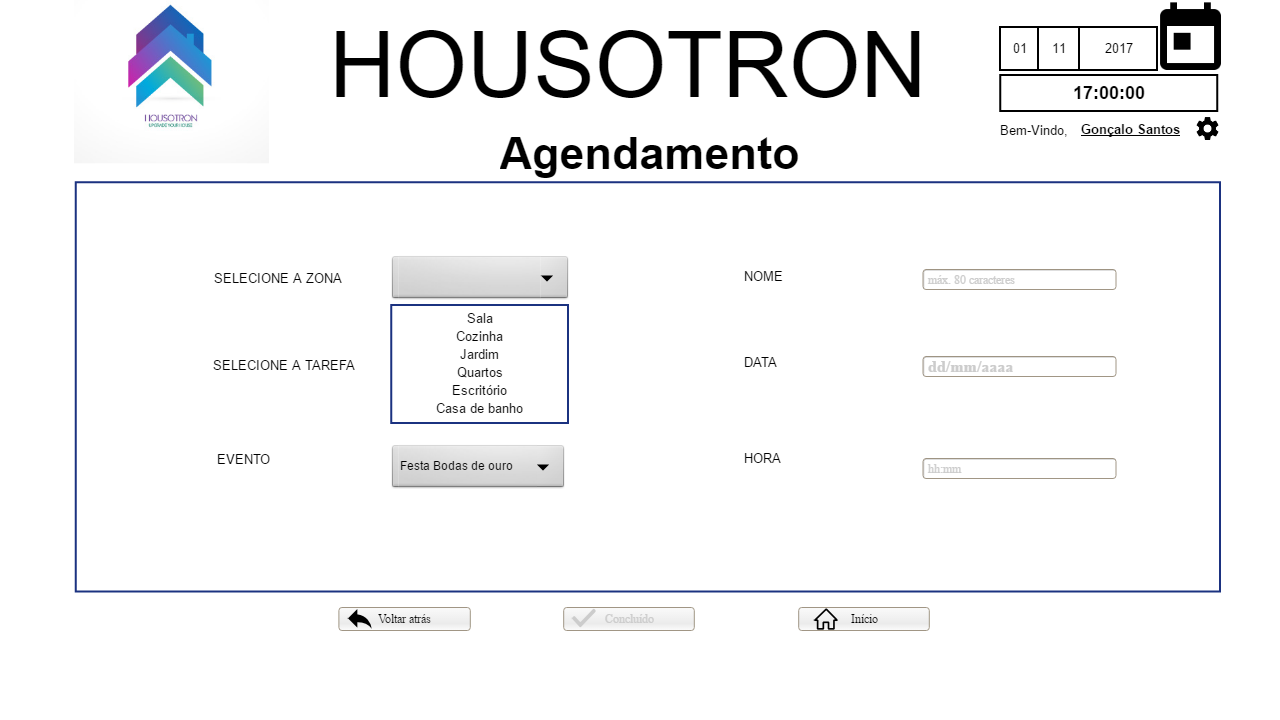 HOUSOTRON
UPGRADE YOUR HOUSE
HOUSOTRON
01 11 2017
17:00:00
Bem-Vindo, Gonçalo Santos
Agendamento
SELECIONE A ZONA
Sala
Cozinha
Jardim
Quartos
Escritório
Casa de banho
SELECIONE A TAREFA
EVENTO
Festa Bodas de ouro
NOME
máx. 80 caracteres
DATA
dd/mm/aaaa
HORA
hh:mm
Voltar atrás
Concluído
Início